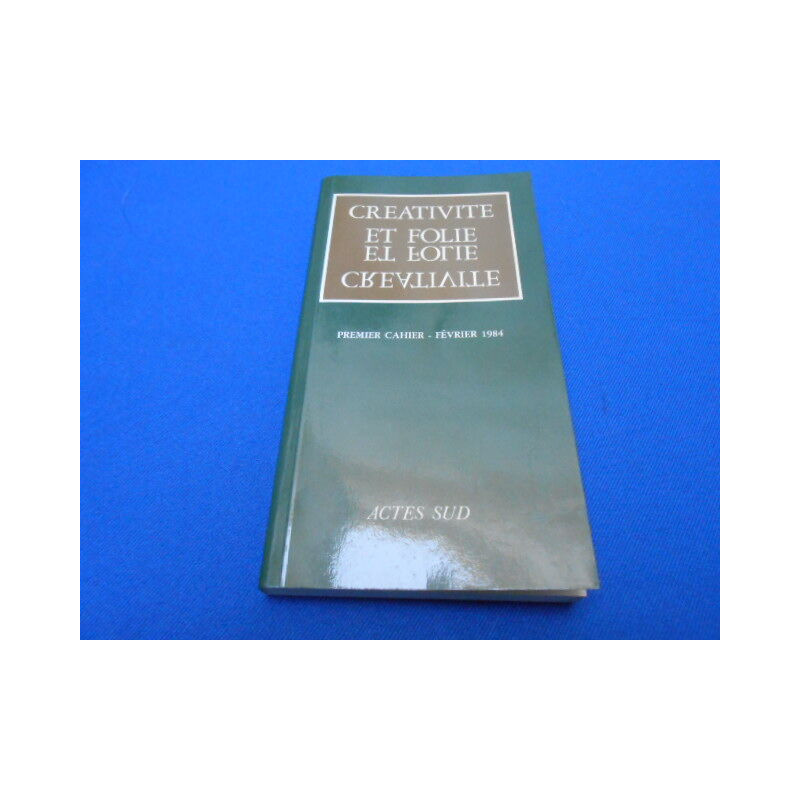 CREATIVITE
ET FOLIE
ET FOLIE
CREATIVITE
PREMIER CAHIER - FÉVRIER 1984
ACTES SUD